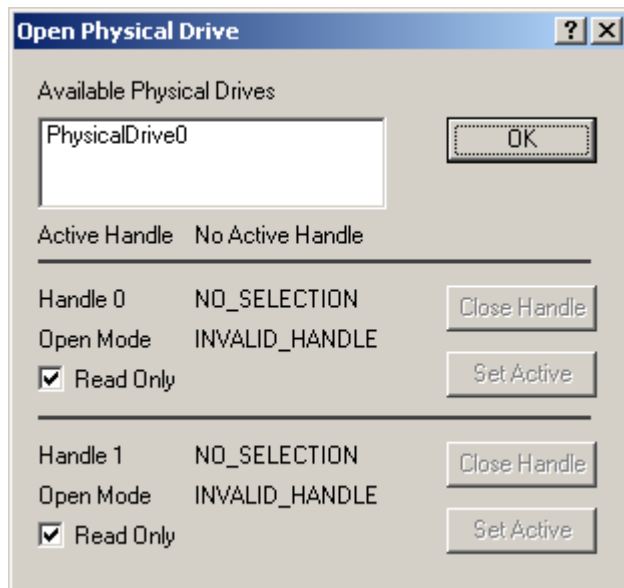 Open Physical Drive
Available Physical Drives
PhysicalDrive0
OK
Active Handle No Active Handle
Handle 0 NO_SELECTION
Close Handle
Open Mode INVALID_HANDLE
Read Only
Set Active
Handle 1 NO_SELECTION
Close Handle
Open Mode INVALID_HANDLE
Read Only
Set Active